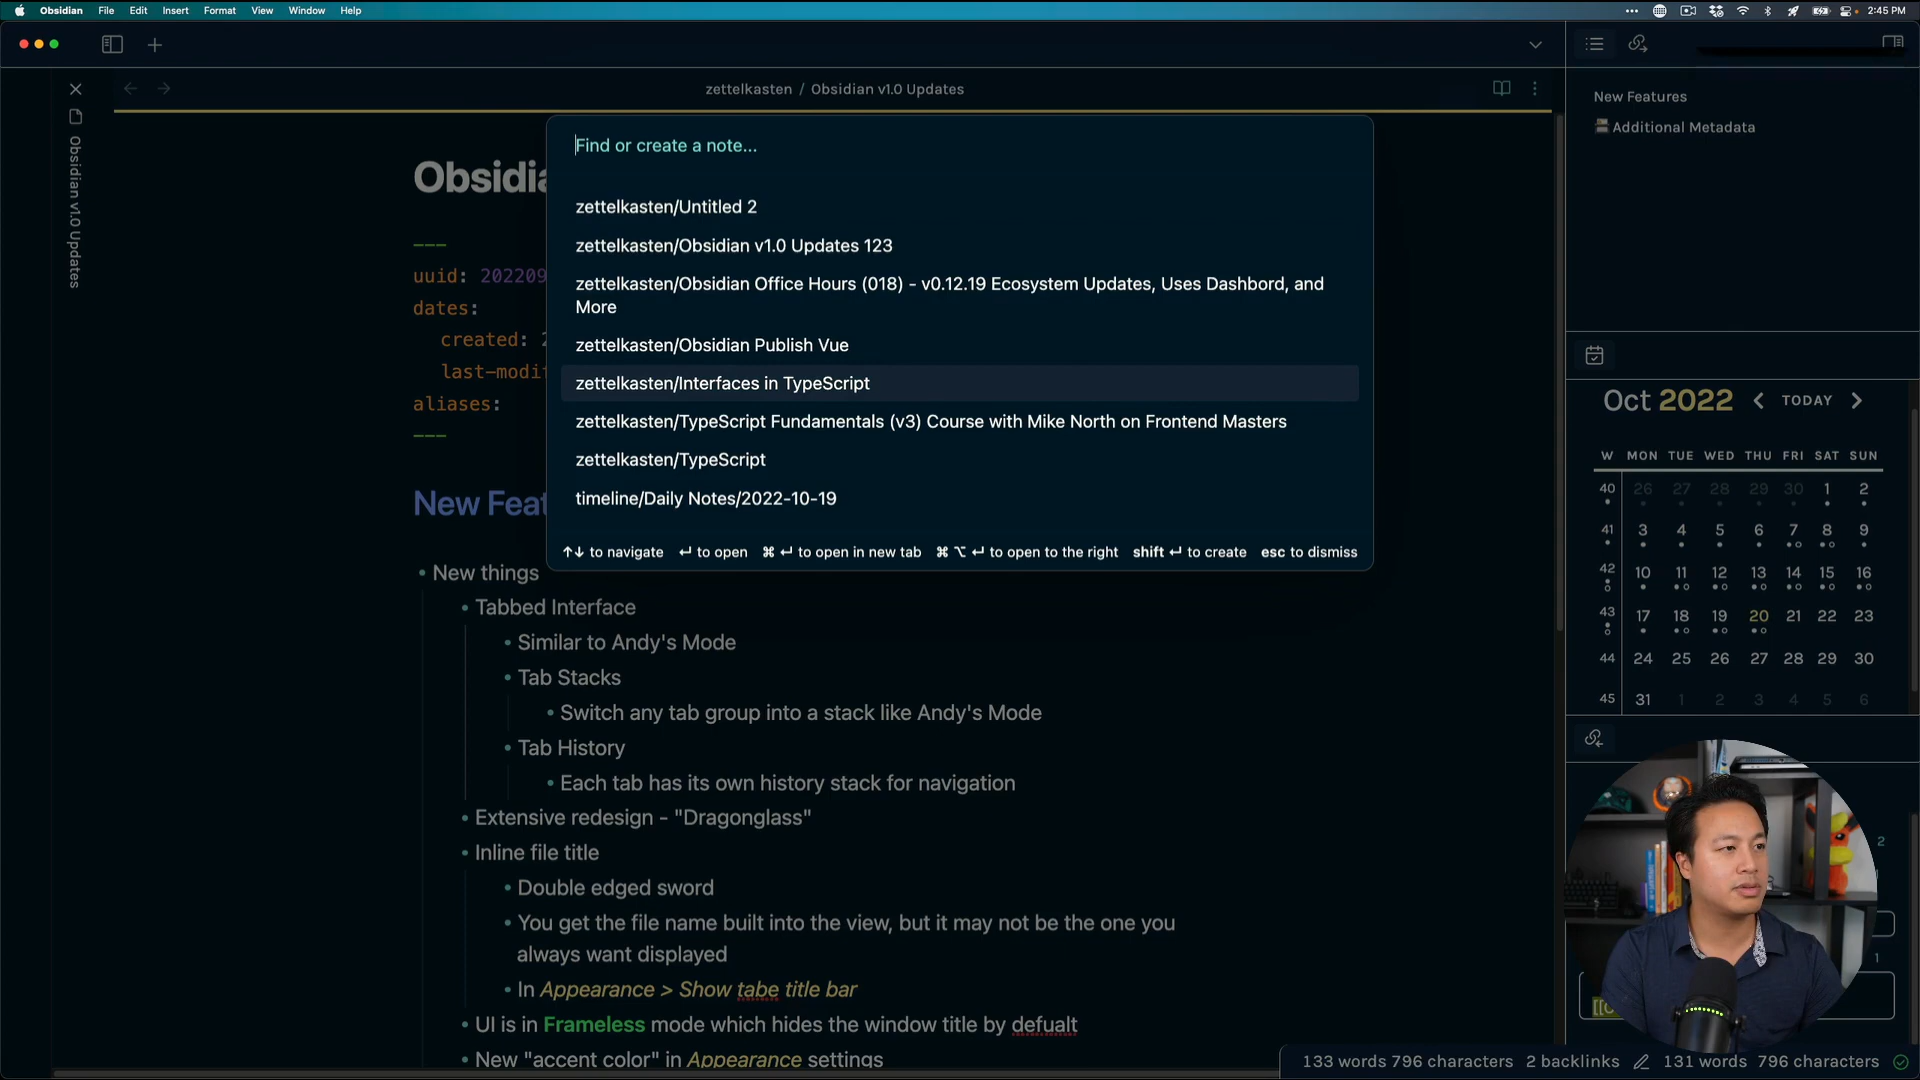 Obsidian File Edit Insert Format View Window Help 2:45 PM
zettelkasten / Obsidian v1.0 Updates
Obsidian v1.0 Updates
New Features
Additional Metadata
Find or create a note...
zettelkasten/Untitled 2
zettelkasten/Obsidian v1.0 Updates 123
zettelkasten/Obsidian Office Hours (018) - v0.12.19 Ecosystem Updates, Uses Dashbord, and
More
zettelkasten/Obsidian Publish Vue
zettelkasten/Interfaces in TypeScript
zettelkasten/TypeScript Fundamentals (v3) Course with Mike North on Frontend Masters
zettelkasten/TypeScript
timeline/Daily Notes/2022-10-19
↑↓ to navigate ↵ to open ⌘ ↵ to open in new tab ⌘ ⌥ ↵ to open to the right shift ↵ to create esc to dismiss
Obsidia
---
uuid: 202209
dates:
created: 2
last-modif
aliases:
---
New Feat
• New things
• Tabbed Interface
• Similar to Andy's Mode
• Tab Stacks
• Switch any tab group into a stack like Andy's Mode
• Tab History
• Each tab has its own history stack for navigation
• Extensive redesign - "Dragonglass"
• Inline file title
• Double edged sword
• You get the file name built into the view, but it may not be the one you
always want displayed
• In Appearance > Show tabe title bar
• UI is in Frameless mode which hides the window title by defualt
• New "accent color" in Appearance settings
Oct 2022 < TODAY >
W MON TUE WED THU FRI SAT SUN
40 26 27 28 29 30 1 2
41 3 4 5 6 7 8 9
42 10 11 12 13 14 15 16
43 17 18 19 20 21 22 23
44 24 25 26 27 28 29 30
45 31 1 2 3 4 5 6
2
1
133 words 796 characters 2 backlinks 131 words 796 characters